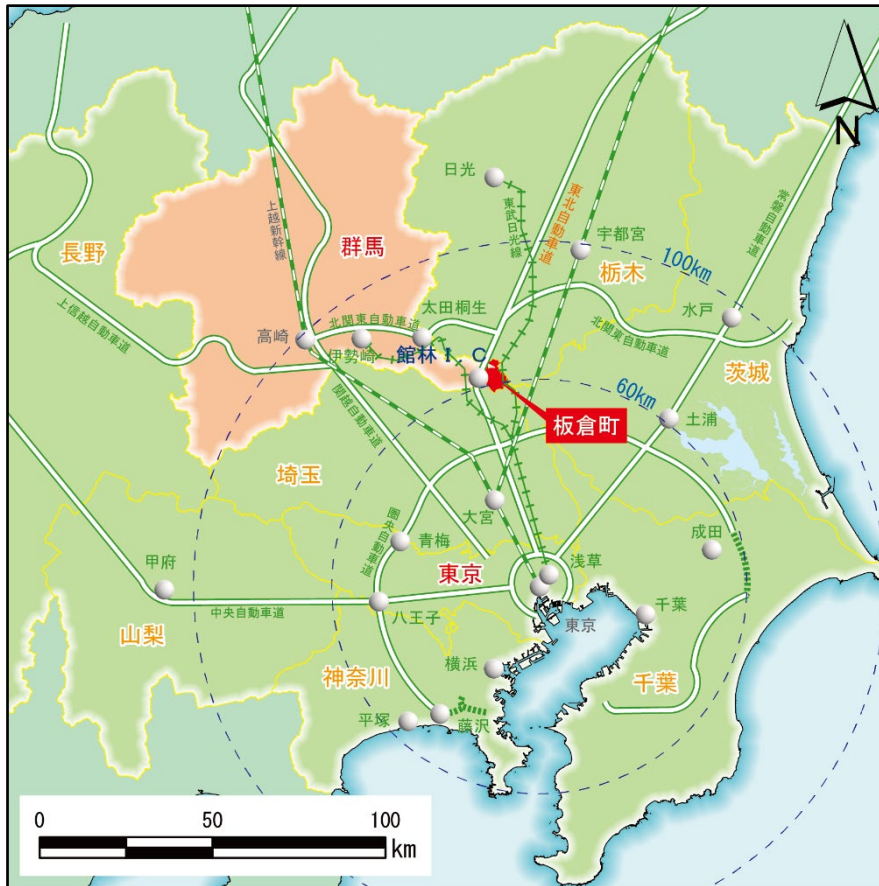 N
日光
東武日光線
東北自動車道
宇都宮
常磐自動車道
上越新幹線
群馬
長野
栃木
100km
上信越自動車道
北関東自動車道
太田桐生
水戸
北関東自動車道
高崎
伊勢崎
館林IC
茨城
60km
関越自動車道
板倉町
土浦
埼玉
大宮
圏央自動車道
青梅
成田
甲府
東京
浅草
八王子
東京
千葉
中央自動車道
山梨
横浜
神奈川
千葉
平塚
藤沢
0 50 100
km